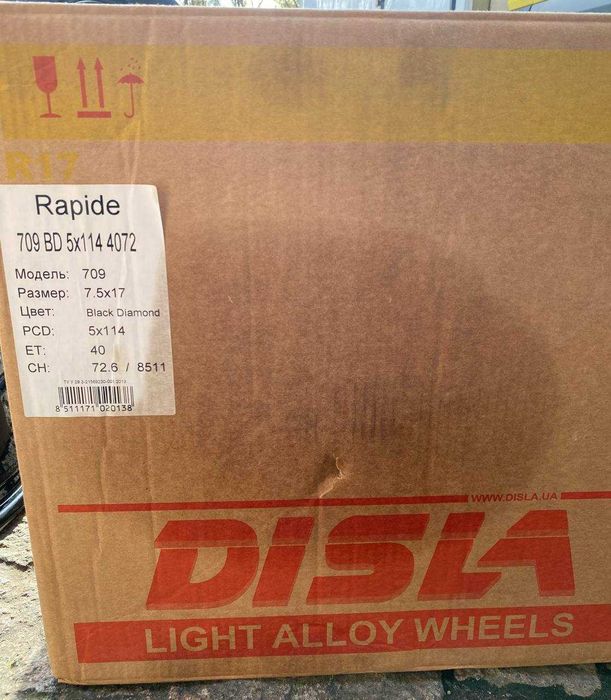 R17
Rapide
709 BD 5x114 4072
Модель: 709
Размер: 7.5x17
Цвет: Black Diamond
PCD: 5x114
ET: 40
CH: 72.6 / 8511
8 511171 020138
WWW.DISLA.UA
DISLA
LIGHT ALLOY WHEELS